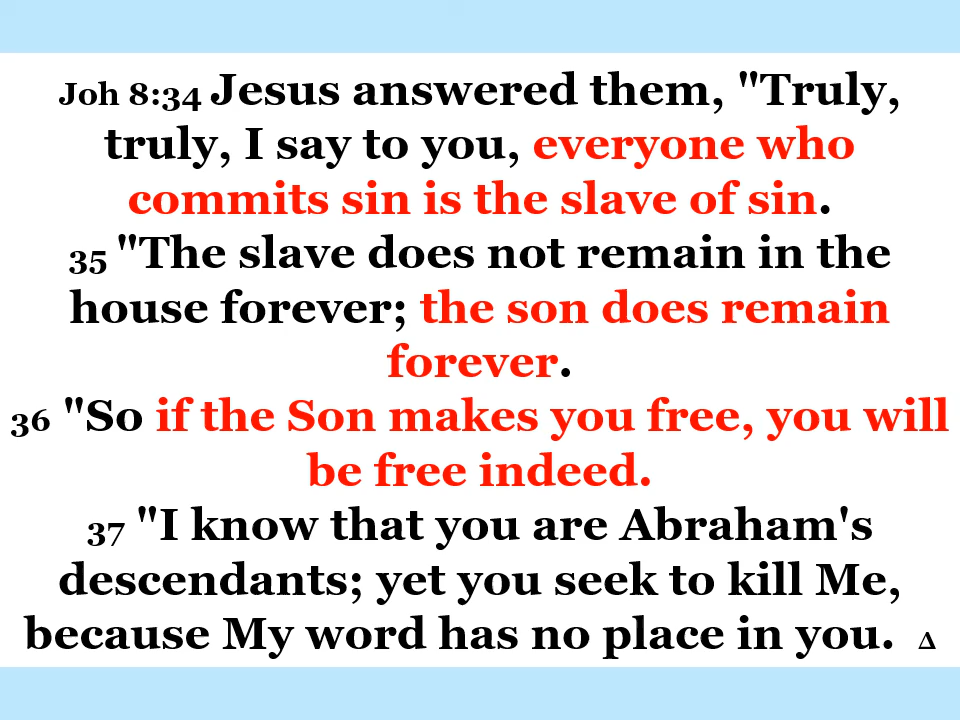 Joh 8:34 Jesus answered them, "Truly,
truly, I say to you, everyone who
commits sin is the slave of sin.
35 "The slave does not remain in the
house forever; the son does remain
forever.
36 "So if the Son makes you free, you will
be free indeed.
37 "I know that you are Abraham's
descendants; yet you seek to kill Me,
because My word has no place in you. Δ